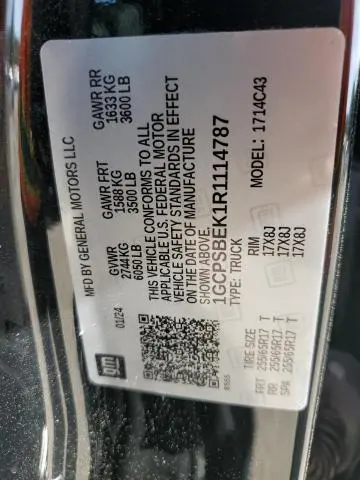 MFD BY GENERAL MOTORS LLC
01/24
GVWR
2744KG
6050 LB
GAWR FRT
1588 KG
3500 LB
GAWR RR
1633 KG
3600 LB
THIS VEHICLE CONFORMS TO ALL
APPLICABLE U.S. FEDERAL MOTOR
VEHICLE SAFETY STANDARDS IN EFFECT
ON THE DATE OF MANUFACTURE
SHOWN ABOVE.
1GCPSBEK1R1114787
TYPE: TRUCK
MODEL: 1714C43
TIRE SIZE RIM
FRT 255/65R17 T 17X8J
RR 255/65R17 T 17X8J
SPA 255/65R17 T 17X8J
gm